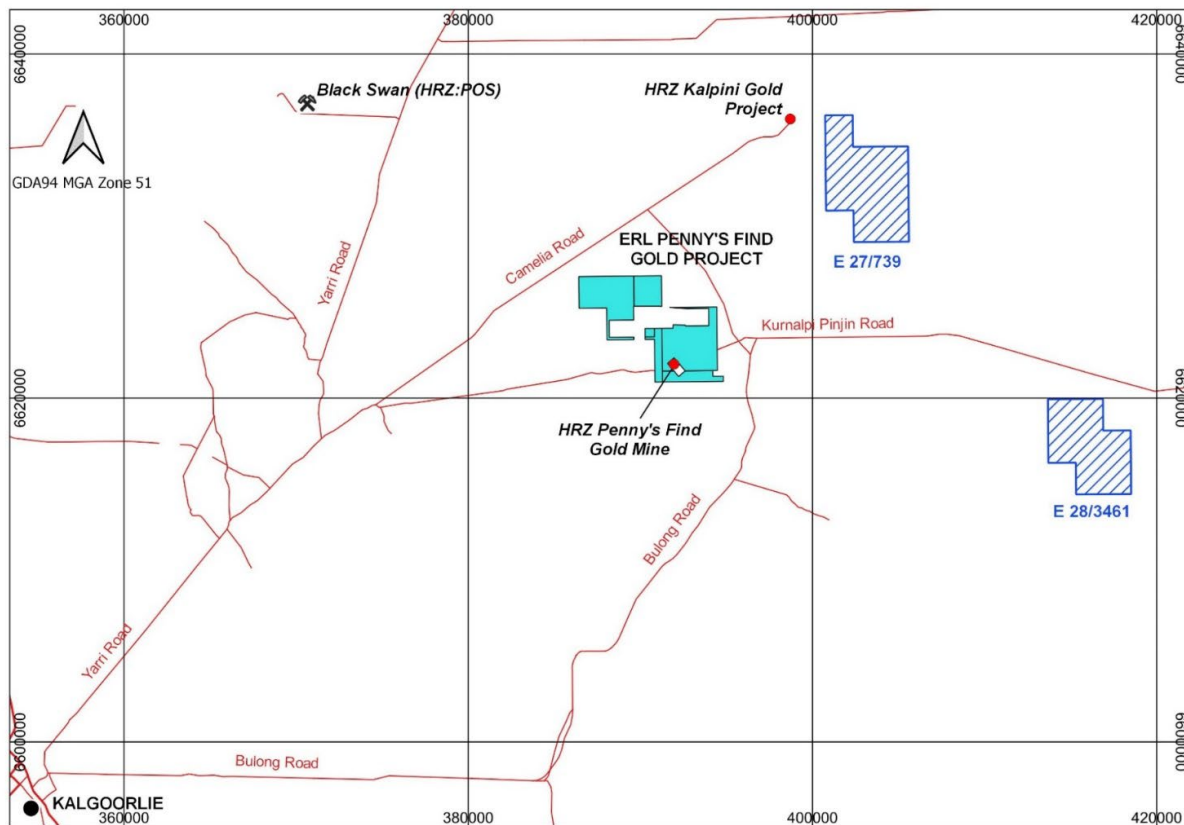 360000
380000
400000
420000
6640000
6640000
Black Swan (HRZ:POS)
HRZ Kalpini Gold
Project
GDA94 MGA Zone 51
ERL PENNY'S FIND
GOLD PROJECT
Camelia Road
Yarri Road
E 27/739
Kurnalpi Pinjin Road
6620000
6620000
HRZ Penny's Find
Gold Mine
E 28/3461
Bulong Road
Yarri Road
6600000
6600000
Bulong Road
KALGOORLIE
360000
380000
400000
420000